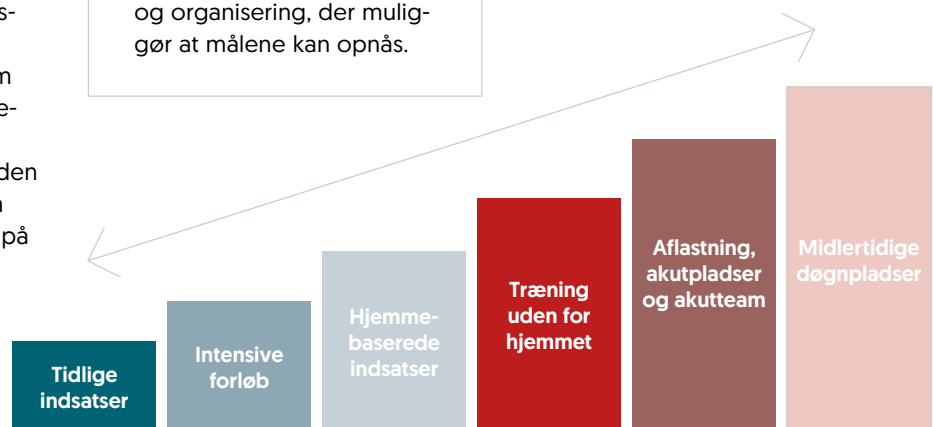 s-
m
e-
den
på
og organisering, der mulig-
gør at målene kan opnås.
Tidlige
indsatser
Intensive
forløb
Hjemme-
baserede
indsatser
Træning
uden for
hjemmet
Aflastning,
akutpladser
og akutteam
Midlertidige
døgnpladser